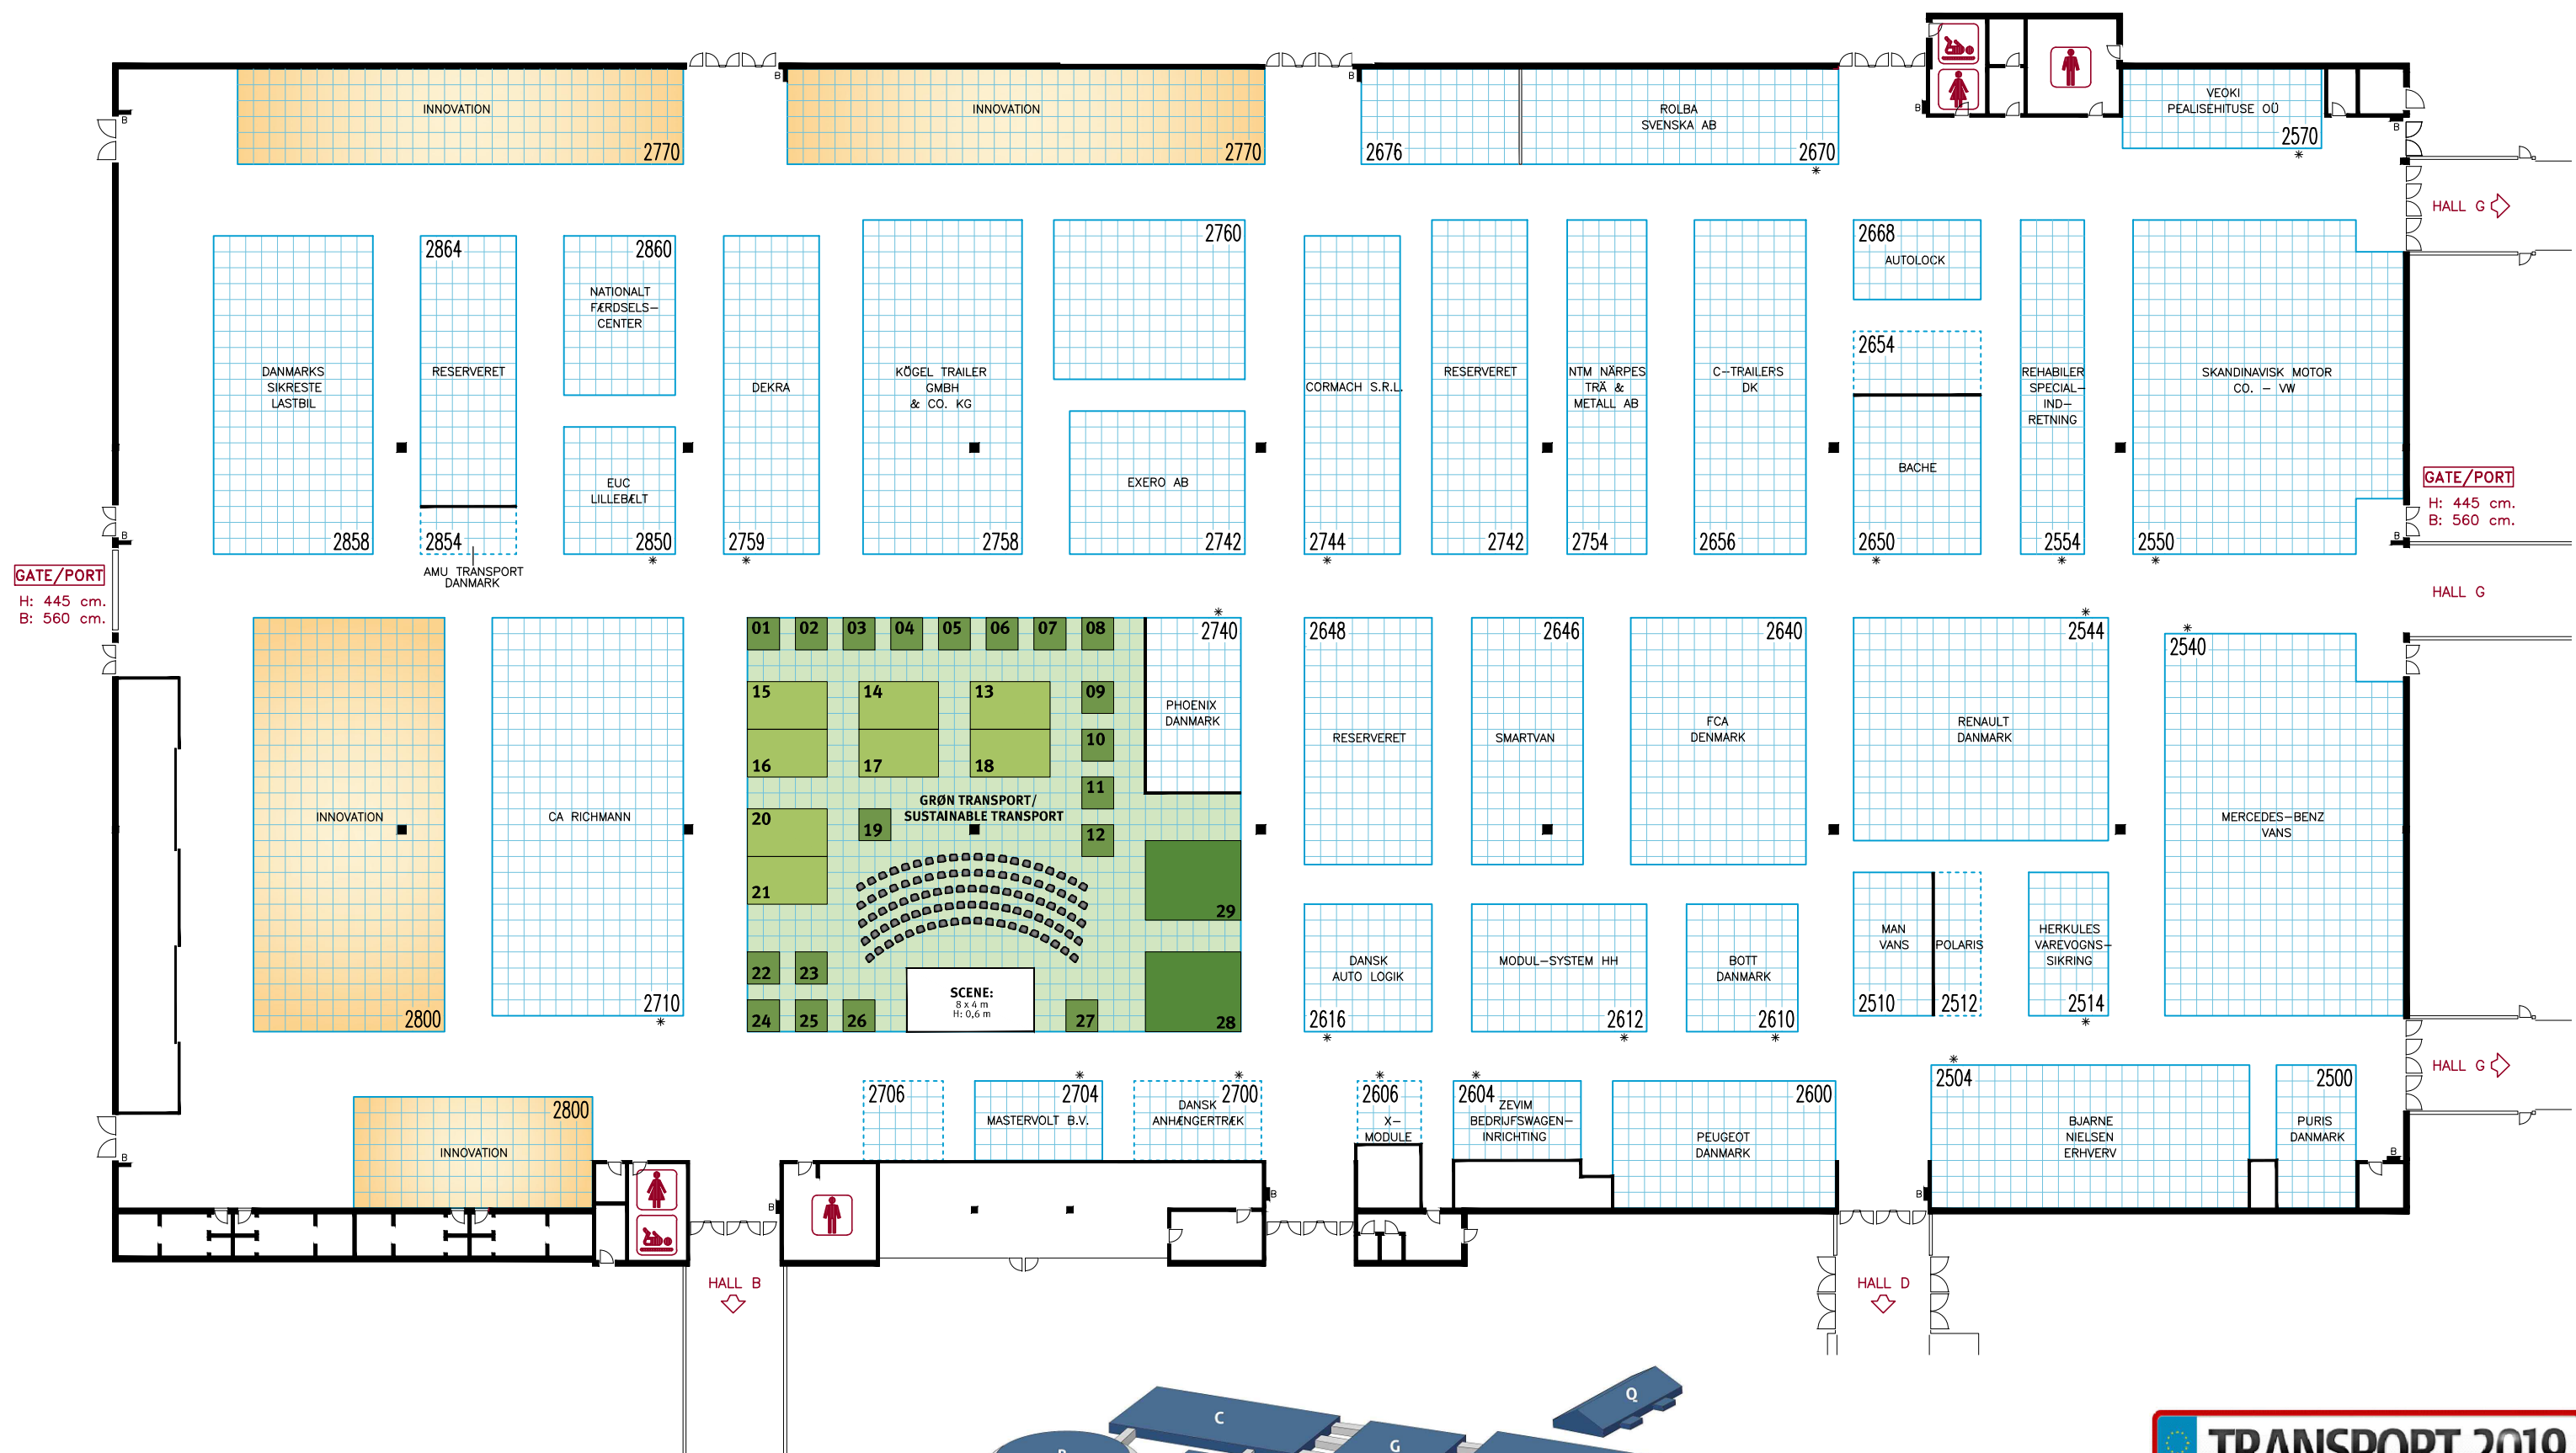 INNOVATION
2770
INNOVATION
2770
2676
ROLBA
SVENSKA AB
2670
*
VEOKI
PEALISEHITUSE OÜ
2570
*
B
B
B
B
B
HALL G
DANMARKS
SIKRESTE
LASTBIL
2858
2864
RESERVERET
2854
AMU TRANSPORT
DANMARK
2860
NATIONALT
FÆRDSELS-
CENTER
EUC
LILLEBÆLT
2850
*
DEKRA
2759
*
KÖGEL TRAILER
GMBH
& CO. KG
2758
2760
EXERO AB
2742
CORMACH S.R.L.
2744
*
RESERVERET
2742
NTM NÄRPES
TRÄ &
METALL AB
2754
C-TRAILERS
DK
2656
2668
AUTOLOCK
2654
BACHE
2650
*
REHABILER
SPECIAL-
IND-
RETNING
2554
*
SKANDINAVISK MOTOR
CO. - VW
2550
*
GATE/PORT
H: 445 cm.
B: 560 cm.
B
B
GATE/PORT
H: 445 cm.
B: 560 cm.
HALL G
INNOVATION
2800
CA RICHMANN
2710
*
01 02 03 04 05 06 07 08
15 14 13 09
10
16 17 18
11
GRØN TRANSPORT/
SUSTAINABLE TRANSPORT
20 19 12
21
29
22 23
SCENE:
8 x 4 m
H: 0,6 m
24 25 26 27 28
*
2740
PHOENIX
DANMARK
2648
RESERVERET
2646
SMARTVAN
2640
FCA
DENMARK
*
2544
RENAULT
DANMARK
*
2540
MERCEDES-BENZ
VANS
DANSK
AUTO LOGIK
2616
*
MODUL-SYSTEM HH
2612
*
BOTT
DANMARK
2610
*
MAN
VANS
2510
POLARIS
2512
HERKULES
VAREVOGNS-
SIKRING
2514
*
HALL G
2800
INNOVATION
2706
*
2704
MASTERVOLT B.V.
*
2700
DANSK
ANHÆNGERTRÆK
*
2606
X-
MODULE
*
2604
ZEVIM
BEDRIJFSWAGEN-
INRICHTING
2600
PEUGEOT
DANMARK
*
2504
BJARNE
NIELSEN
ERHVERV
2500
PURIS
DANMARK
B
B
B
B
B
HALL B
HALL D
C
Q
G
TRANSPORT 2019